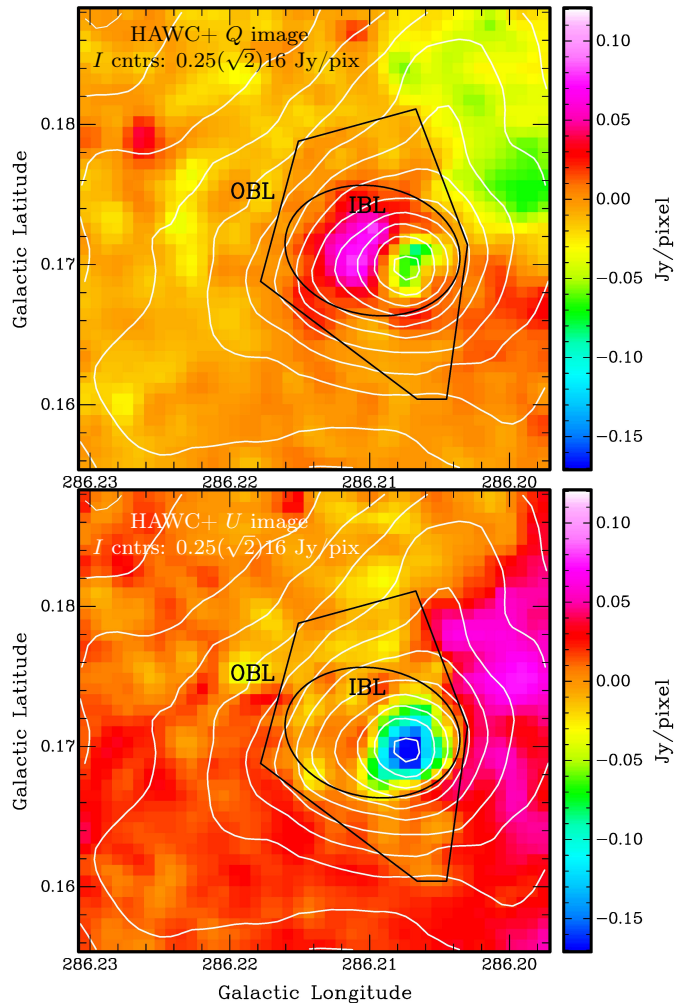 HAWC+ Q image
I cntrs: 0.25(√2)16 Jy/pix
OBL
IBL
0.18
0.17
0.16
Galactic Latitude
286.23
286.22
286.21
286.20
0.10
0.05
0.00
−0.05
−0.10
−0.15
Jy/pixel
HAWC+ U image
I cntrs: 0.25(√2)16 Jy/pix
OBL
IBL
0.18
0.17
0.16
Galactic Latitude
286.23
286.22
286.21
286.20
Galactic Longitude
0.10
0.05
0.00
−0.05
−0.10
−0.15
Jy/pixel